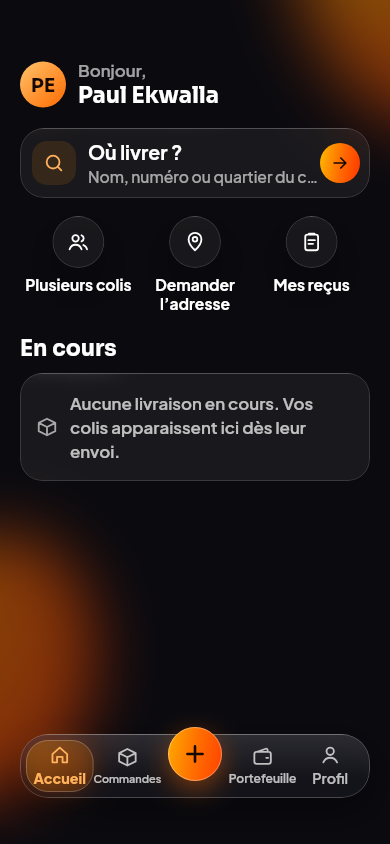 PE
Bonjour,
Paul Ekwalla
Où livrer ?
Nom, numéro ou quartier du c…
Plusieurs colis
Demander
l’adresse
Mes reçus
En cours
Aucune livraison en cours. Vos
colis apparaissent ici dès leur
envoi.
Accueil
Commandes
Portefeuille
Profil